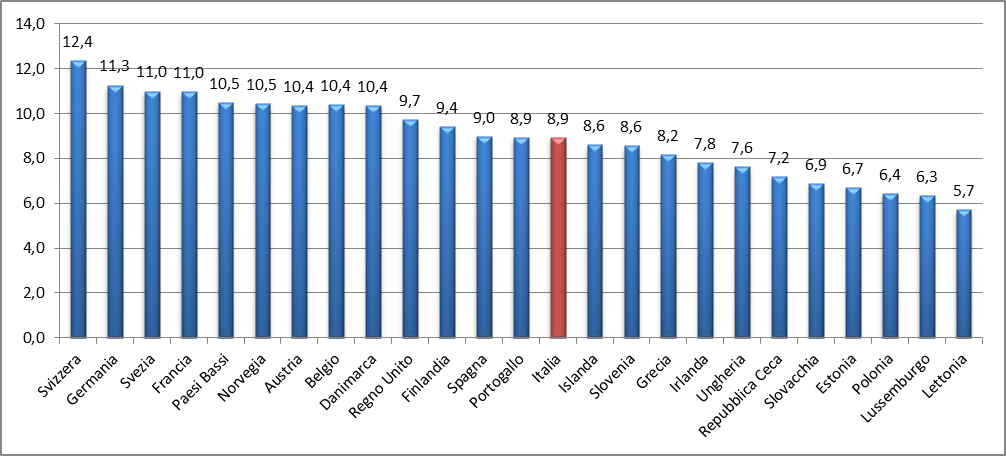 14,0
12,0
10,0
8,0
6,0
4,0
2,0
0,0
12,4
11,3
11,0
11,0
10,5
10,5
10,4
10,4
10,4
9,7
9,4
9,0
8,9
8,9
8,6
8,6
8,2
7,8
7,6
7,2
6,9
6,7
6,4
6,3
5,7
Svizzera
Germania
Svezia
Francia
Paesi Bassi
Norvegia
Austria
Belgio
Danimarca
Regno Unito
Finlandia
Spagna
Portogallo
Italia
Islanda
Slovenia
Grecia
Irlanda
Ungheria
Repubblica Ceca
Slovacchia
Estonia
Polonia
Lussemburgo
Lettonia